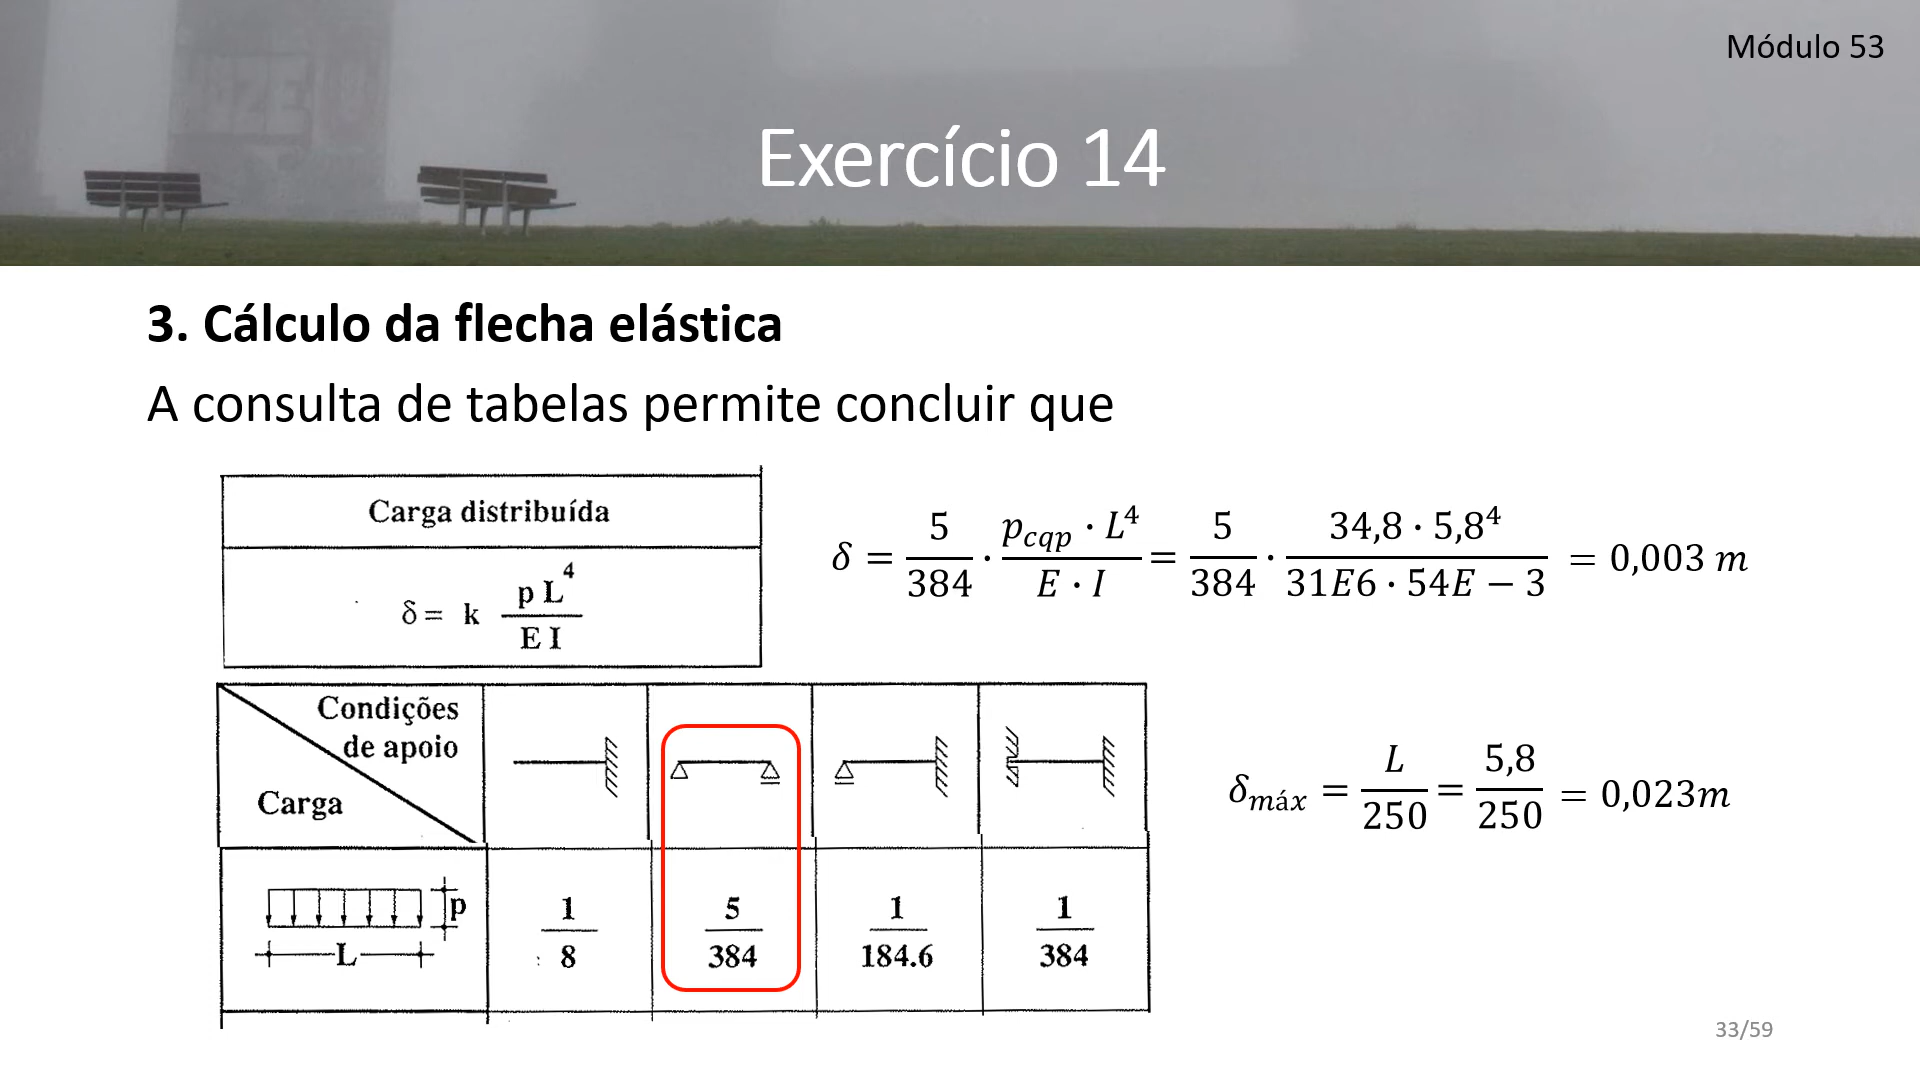 Módulo 53
Exercício 14
3. Cálculo da flecha elástica
A consulta de tabelas permite concluir que
Carga distribuída
δ = k p L⁴ / E I
δ = 5/384 · p_cqp · L⁴ / E · I = 5/384 · 34,8 · 5,8⁴ / 31E6 · 54E − 3 = 0,003 m
Condições
de apoio
Carga
δ_máx = L/250 = 5,8/250 = 0,023m
p
L
1/8
5/384
1/184.6
1/384
33/59